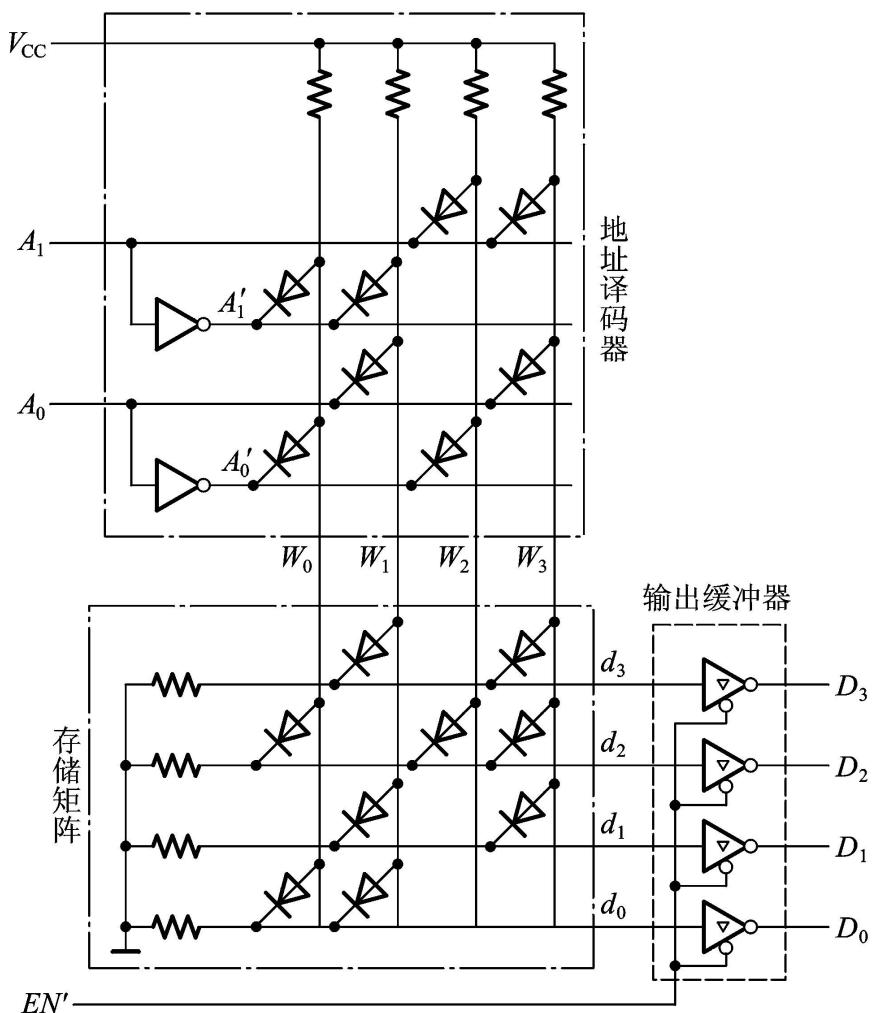 V_CC
A_1
A_1'
A_0
A_0'
地址译码器
W_0 W_1 W_2 W_3
输出缓冲器
d_3 D_3
d_2 D_2
存储矩阵
d_1 D_1
d_0 D_0
EN'